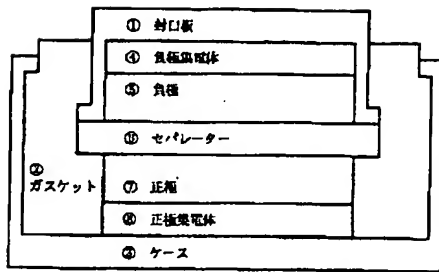 ① 封口板
④ 負極集電体
⑤ 負極
⑥ セパレーター
②
ガスケット
⑦ 正極
⑧ 正極集電体
③ ケース